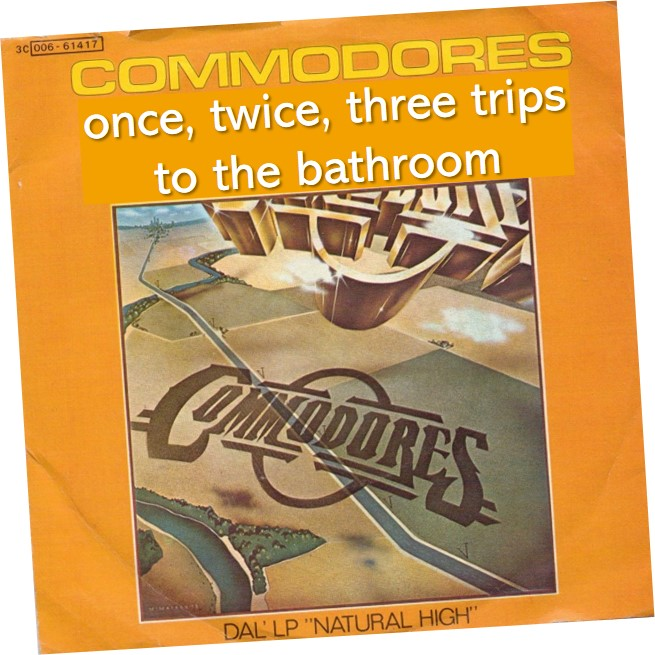 3C 006-61417
COMMODORES
once, twice, three trips
to the bathroom
COMMODORES
DAL' LP "NATURAL HIGH"